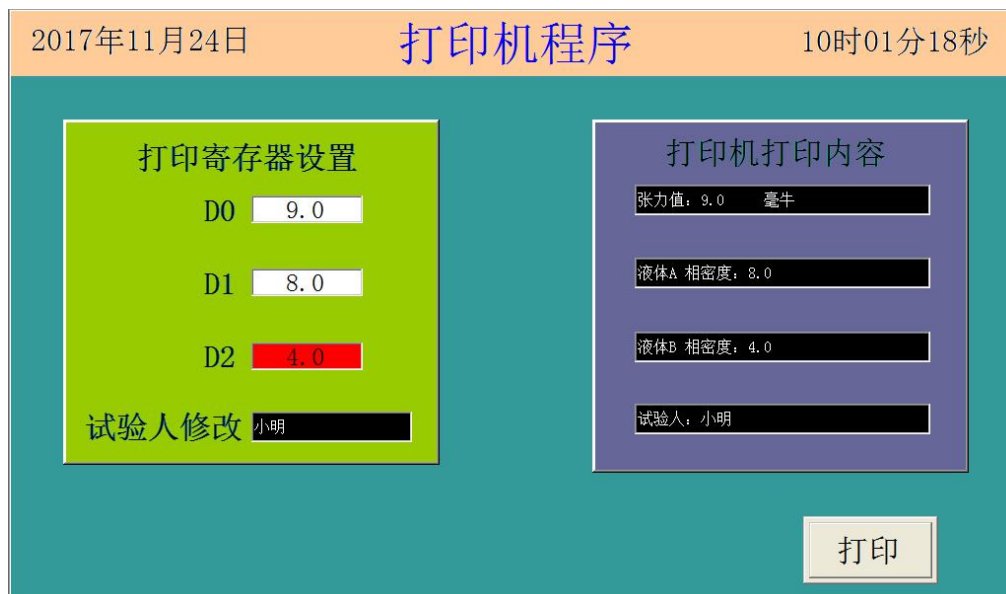 2017年11月24日 打印机程序 10时01分18秒
打印寄存器设置
D0 9.0
D1 8.0
D2 4.0
试验人修改 小明
打印机打印内容
张力值：9.0 毫牛
液体A 相密度：8.0
液体B 相密度：4.0
试验人：小明
打印